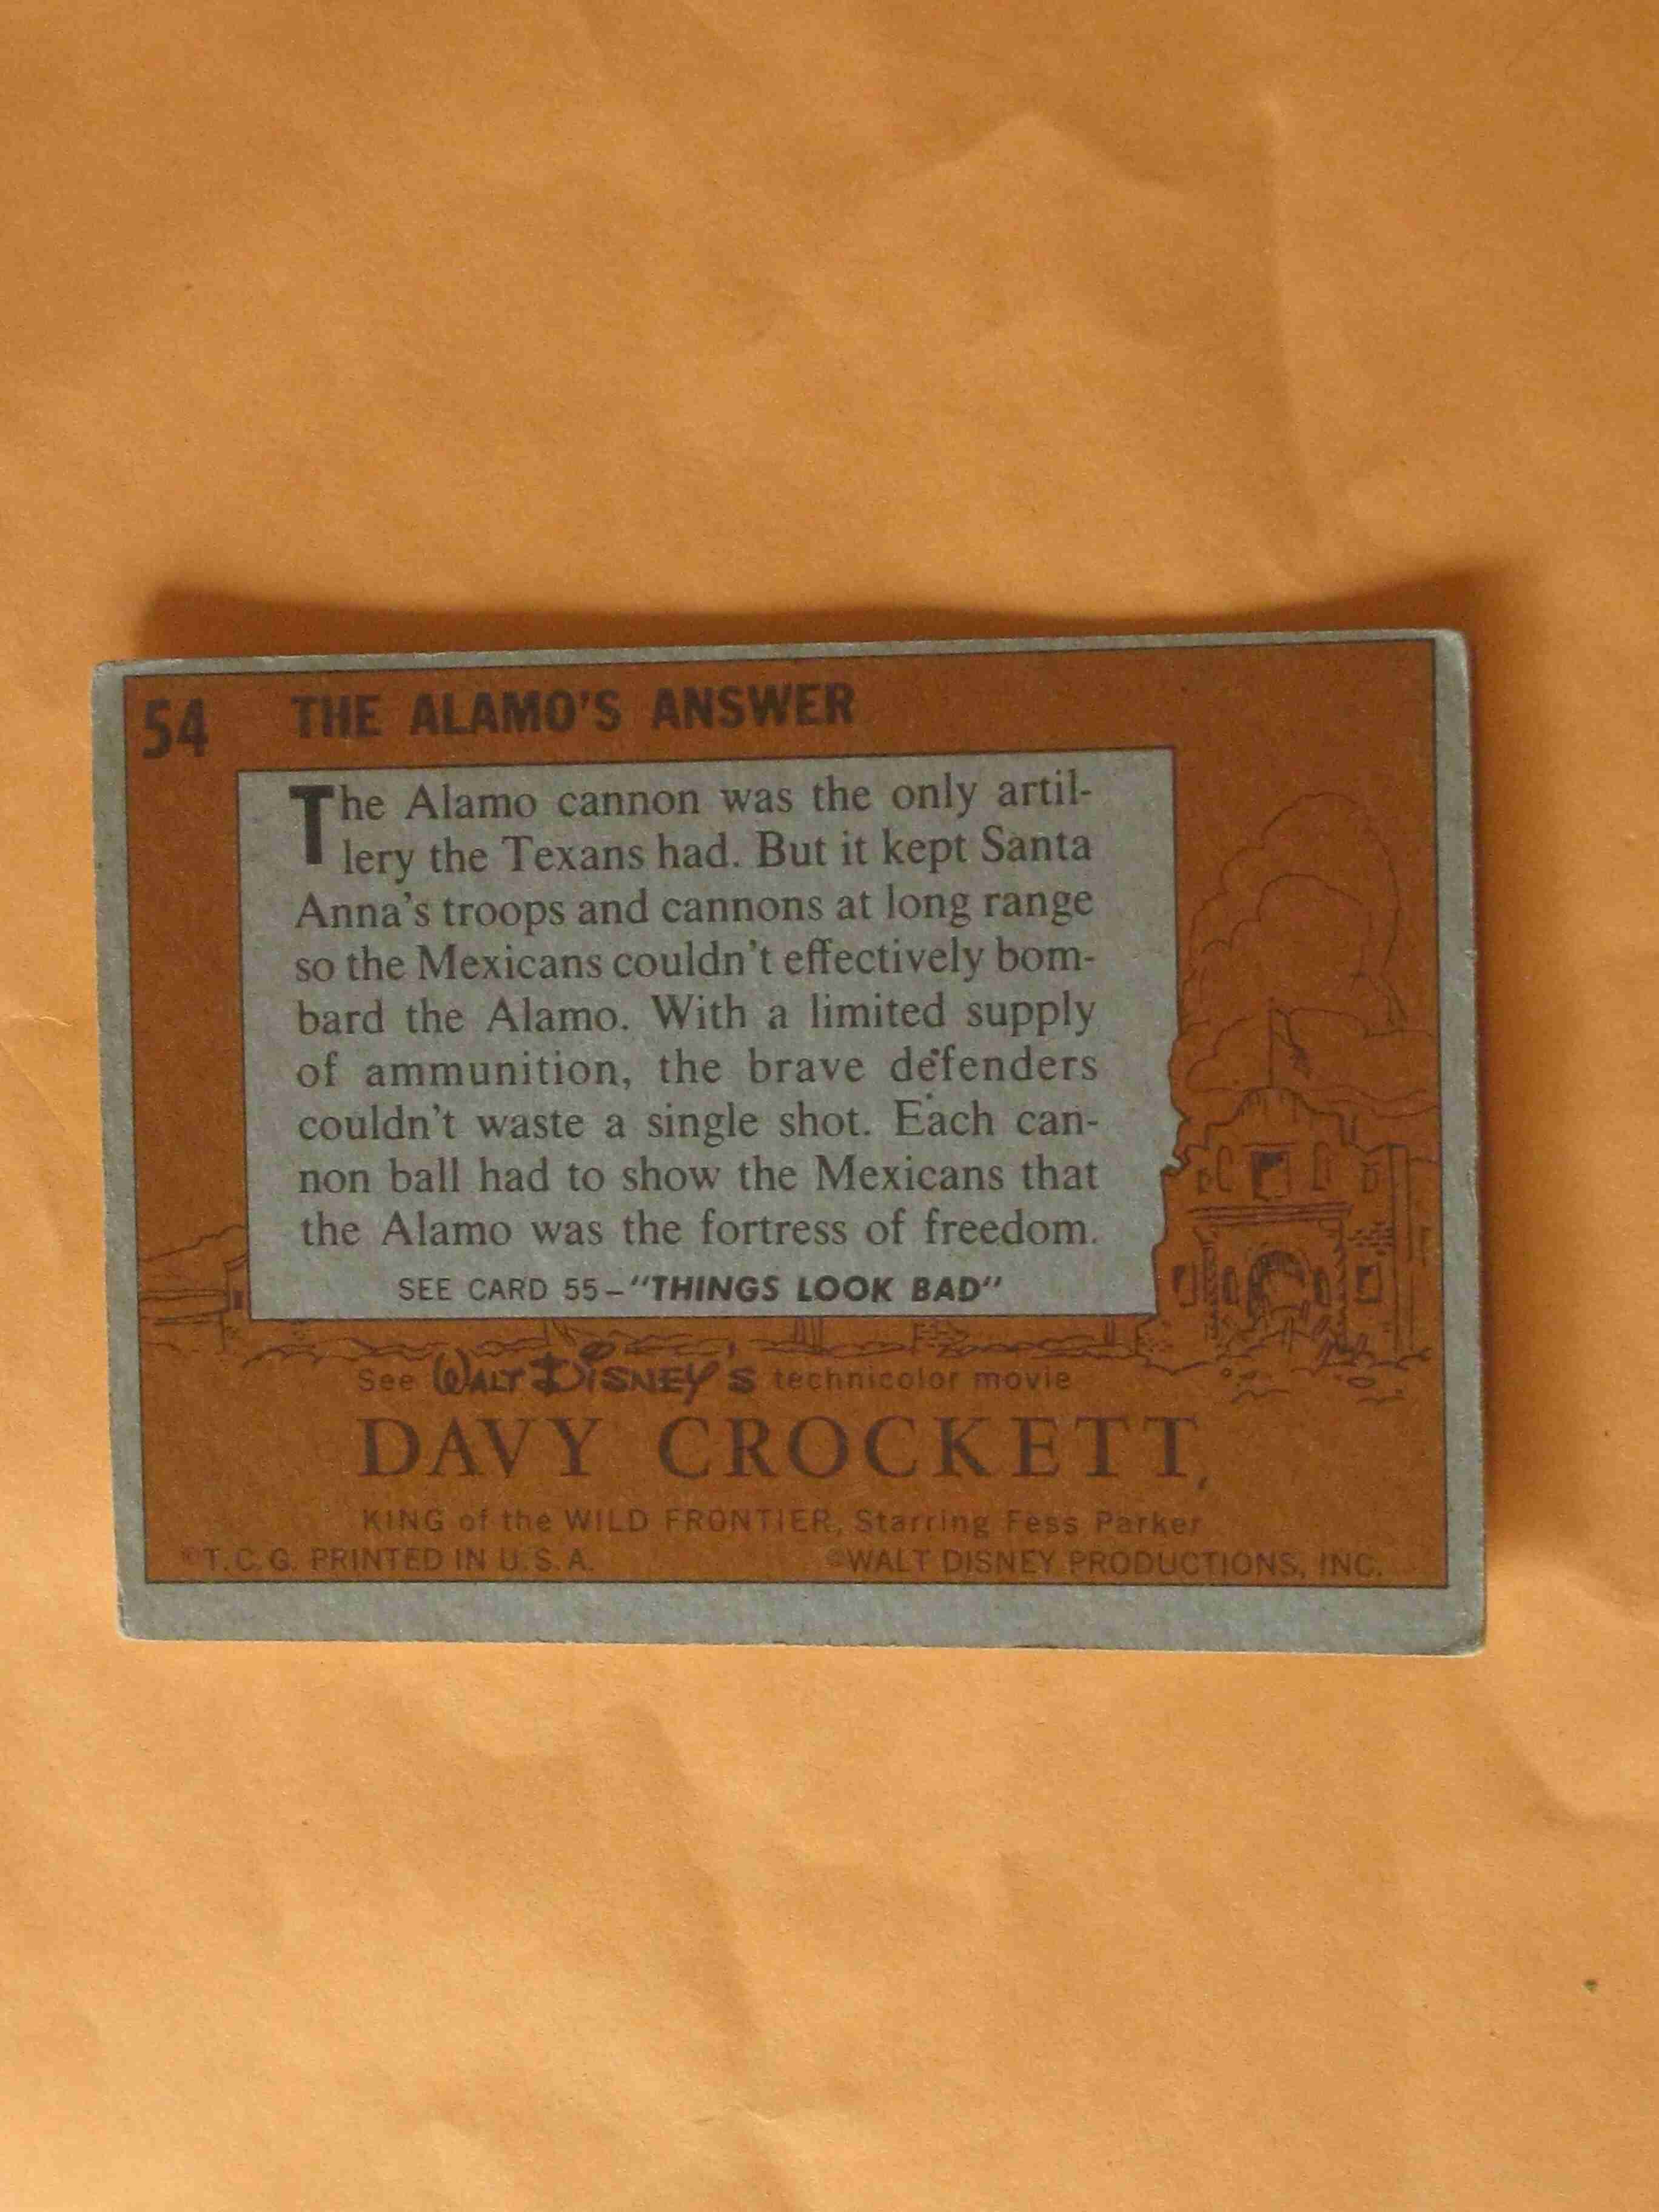 54 THE ALAMO'S ANSWER
The Alamo cannon was the only artil-
lery the Texans had. But it kept Santa
Anna's troops and cannons at long range
so the Mexicans couldn't effectively bom-
bard the Alamo. With a limited supply
of ammunition, the brave defenders
couldn't waste a single shot. Each can-
non ball had to show the Mexicans that
the Alamo was the fortress of freedom.
SEE CARD 55–"THINGS LOOK BAD"
See WALT DISNEY'S technicolor movie
DAVY CROCKETT,
KING of the WILD FRONTIER, Starring Fess Parker
©T.C.G. PRINTED IN U.S.A. ©WALT DISNEY PRODUCTIONS, INC.